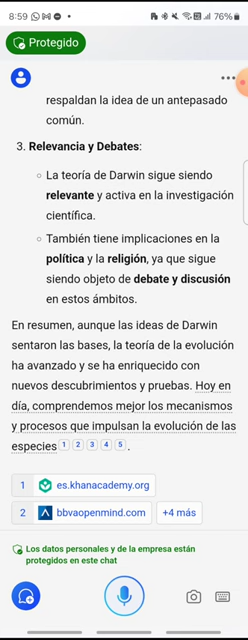 8:59
76%
Protegido
respaldan la idea de un antepasado
común.
3. Relevancia y Debates:
La teoría de Darwin sigue siendo
relevante y activa en la investigación
científica.
También tiene implicaciones en la
política y la religión, ya que sigue
siendo objeto de debate y discusión
en estos ámbitos.
En resumen, aunque las ideas de Darwin
sentaron las bases, la teoría de la evolución
ha avanzado y se ha enriquecido con
nuevos descubrimientos y pruebas. Hoy en
día, comprendemos mejor los mecanismos
y procesos que impulsan la evolución de las
especies 1 2 3 4 5 .
1 es.khanacademy.org
2 bbvaopenmind.com +4 más
Los datos personales y de la empresa están
protegidos en este chat